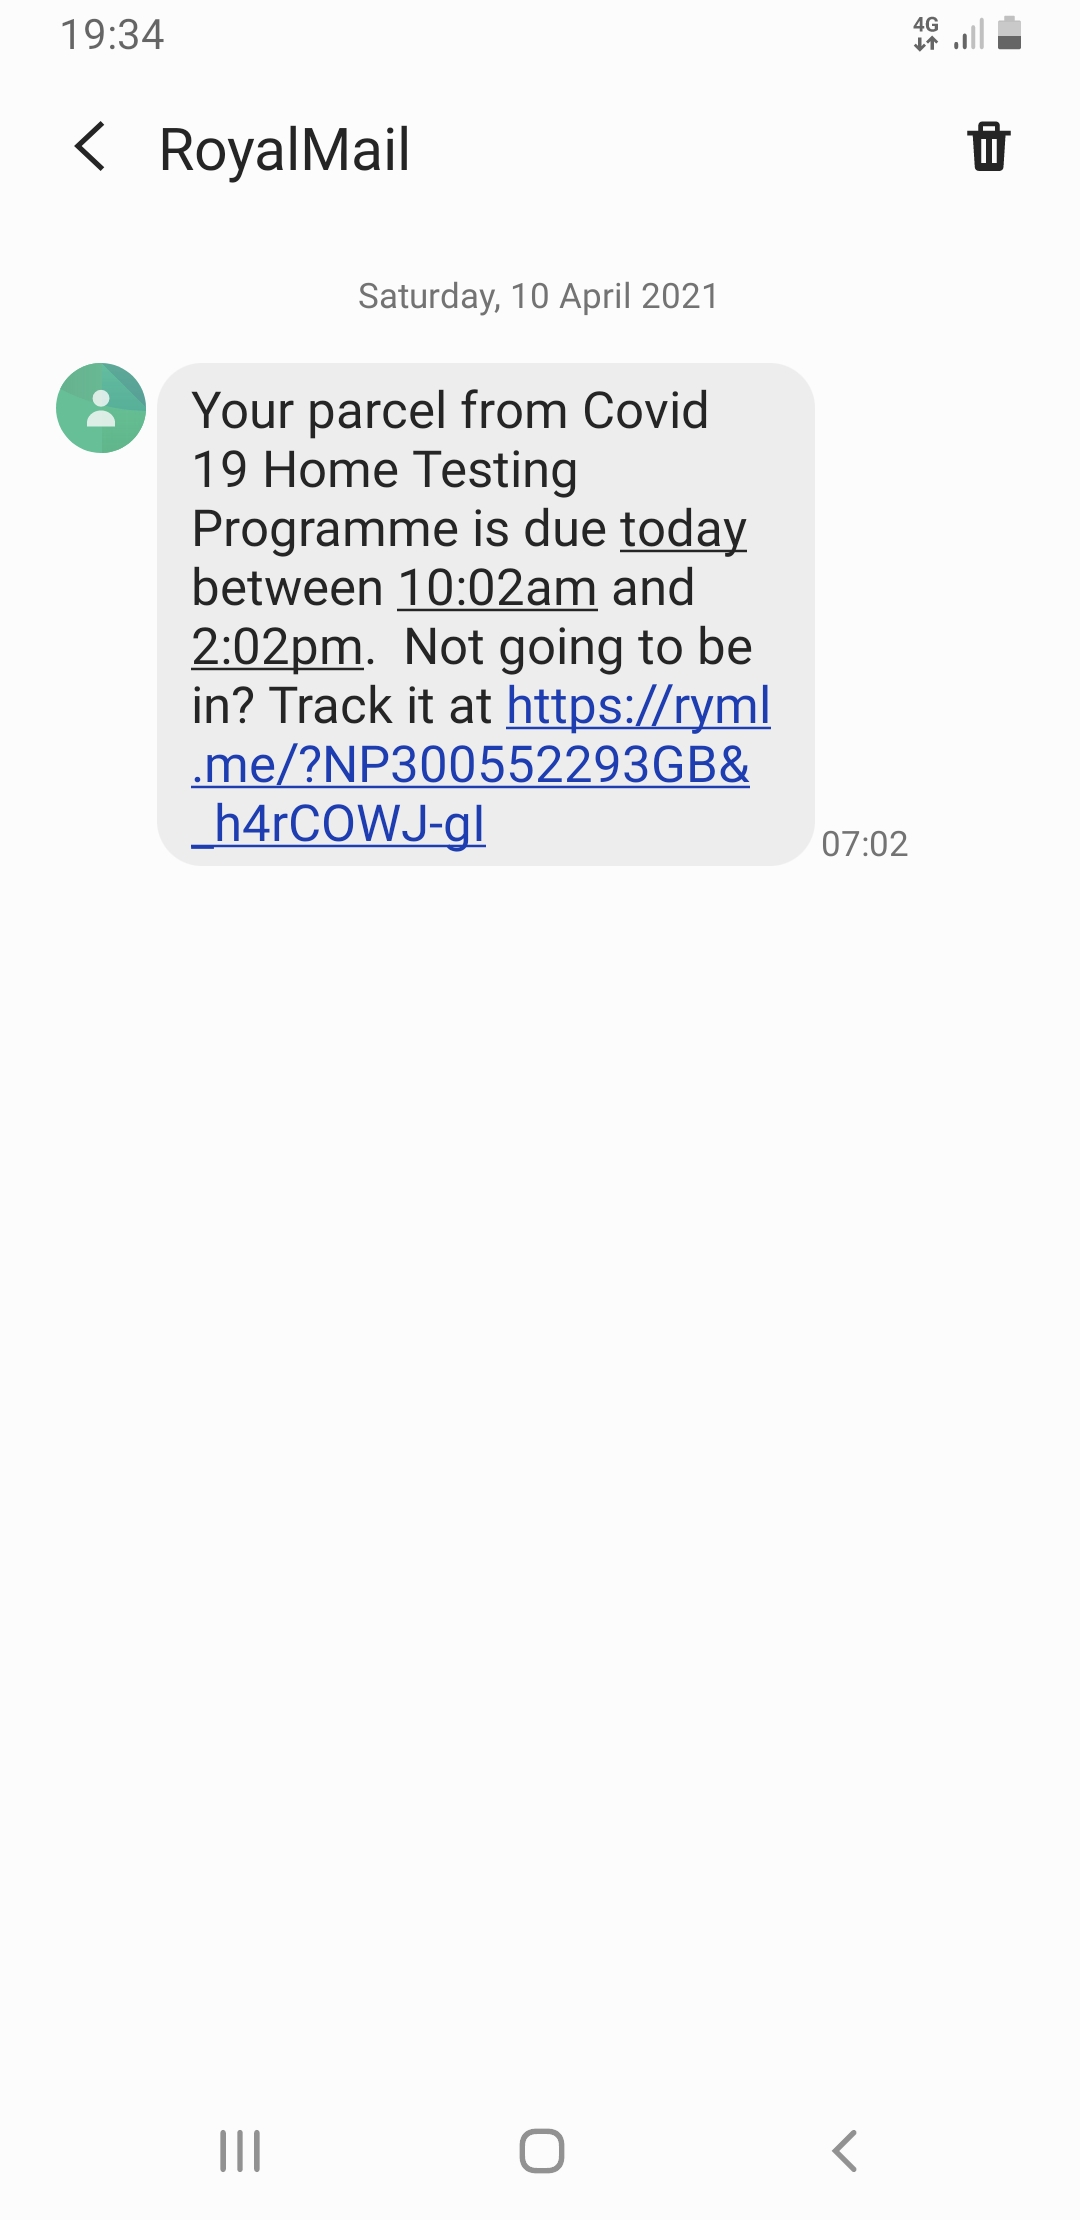 19:34
4G
RoyalMail
Saturday, 10 April 2021
Your parcel from Covid
19 Home Testing
Programme is due today
between 10:02am and
2:02pm.  Not going to be
in? Track it at https://ryml
.me/?NP300552293GB&
_h4rCOWJ-gI
07:02